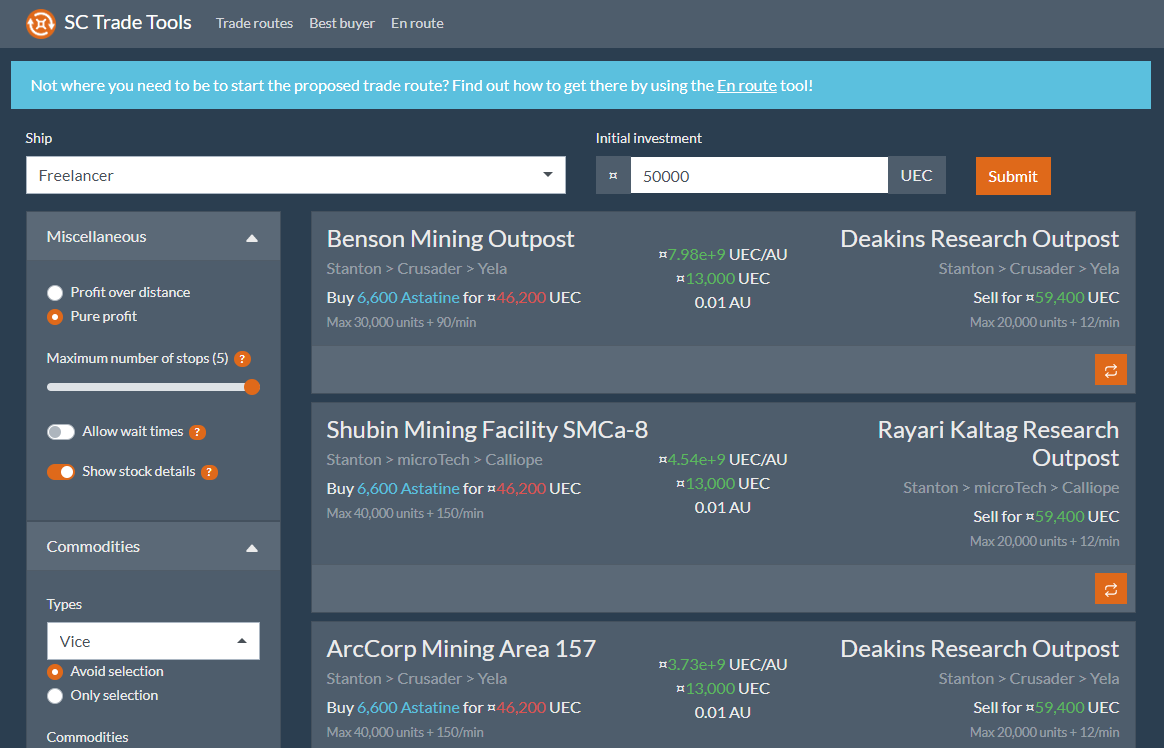 SC Trade Tools
Trade routes
Best buyer
En route
Not where you need to be to start the proposed trade route? Find out how to get there by using the En route tool!
Ship
Freelancer
Initial investment
¤
50000
UEC
Submit
Miscellaneous
Profit over distance
Pure profit
Maximum number of stops (5) ?
Allow wait times ?
Show stock details ?
Commodities
Types
Vice
Avoid selection
Only selection
Commodities
Benson Mining Outpost
Stanton > Crusader > Yela
Buy 6,600 Astatine for ¤46,200 UEC
Max 30,000 units + 90/min
¤7.98e+9 UEC/AU
¤13,000 UEC
0.01 AU
Deakins Research Outpost
Stanton > Crusader > Yela
Sell for ¤59,400 UEC
Max 20,000 units + 12/min
Shubin Mining Facility SMCa-8
Stanton > microTech > Calliope
Buy 6,600 Astatine for ¤46,200 UEC
Max 40,000 units + 150/min
¤4.54e+9 UEC/AU
¤13,000 UEC
0.01 AU
Rayari Kaltag Research
Outpost
Stanton > microTech > Calliope
Sell for ¤59,400 UEC
Max 20,000 units + 12/min
ArcCorp Mining Area 157
Stanton > Crusader > Yela
Buy 6,600 Astatine for ¤46,200 UEC
Max 40,000 units + 150/min
¤3.73e+9 UEC/AU
¤13,000 UEC
0.01 AU
Deakins Research Outpost
Stanton > Crusader > Yela
Sell for ¤59,400 UEC
Max 20,000 units + 12/min